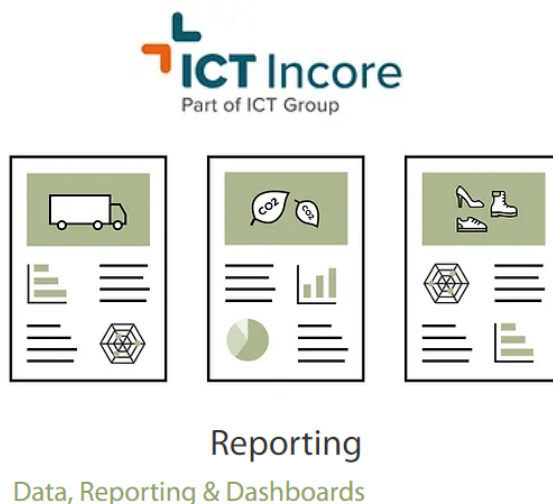 ICT Incore
Part of ICT Group
CO2
CO2
Reporting
Data, Reporting & Dashboards